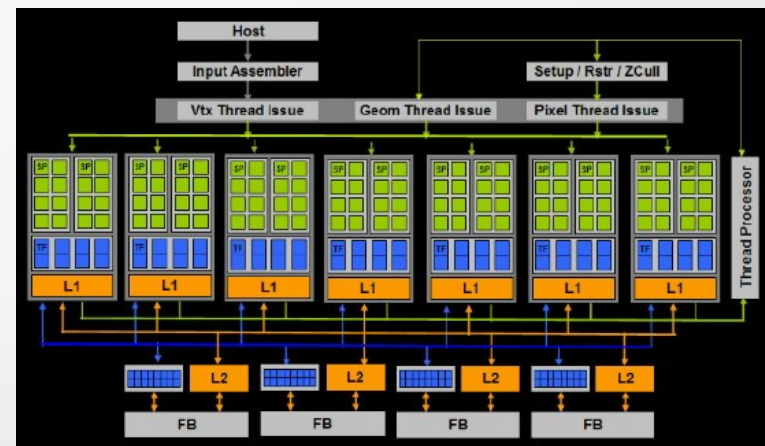 Host
Input Assembler
Setup / Rstr / ZCull
Vtx Thread Issue
Geom Thread Issue
Pixel Thread Issue
SP SP SP SP SP SP SP SP SP SP SP SP SP SP
TF TF TF TF TF TF TF
L1 L1 L1 L1 L1 L1 L1
Thread Processor
L2 L2 L2 L2
FB FB FB FB